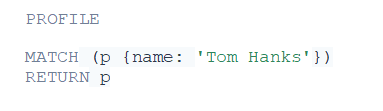 PROFILE
MATCH (p {name: 'Tom Hanks'})
RETURN p